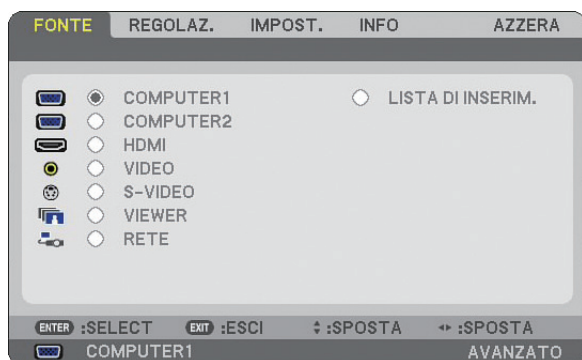 FONTE REGOLAZ. IMPOST. INFO AZZERA
COMPUTER1 LISTA DI INSERIM.
COMPUTER2
HDMI
VIDEO
S-VIDEO
VIEWER
RETE
ENTER :SELECT EXIT :ESCI :SPOSTA :SPOSTA
COMPUTER1 AVANZATO